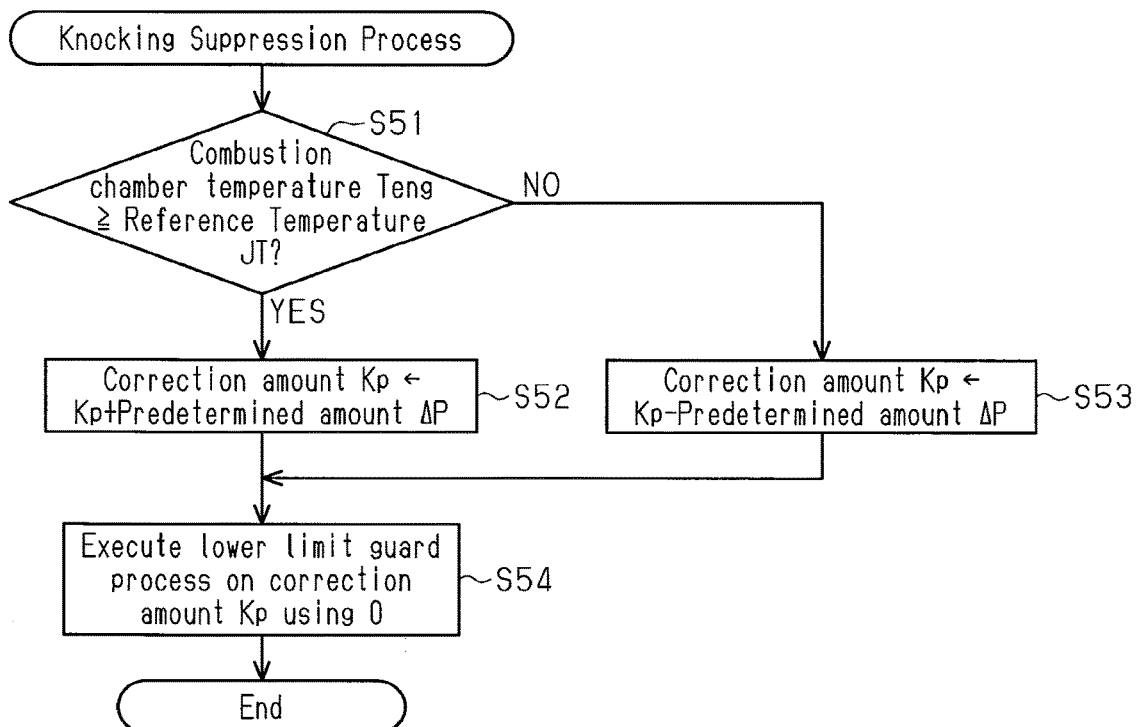 Knocking Suppression Process
S51
Combustion
chamber temperature Teng
≧ Reference Temperature
JT?
NO
YES
Correction amount Kp ←
Kp+Predetermined amount ΔP
S52
Correction amount Kp ←
Kp-Predetermined amount ΔP
S53
Execute lower limit guard
process on correction
amount Kp using 0
S54
End